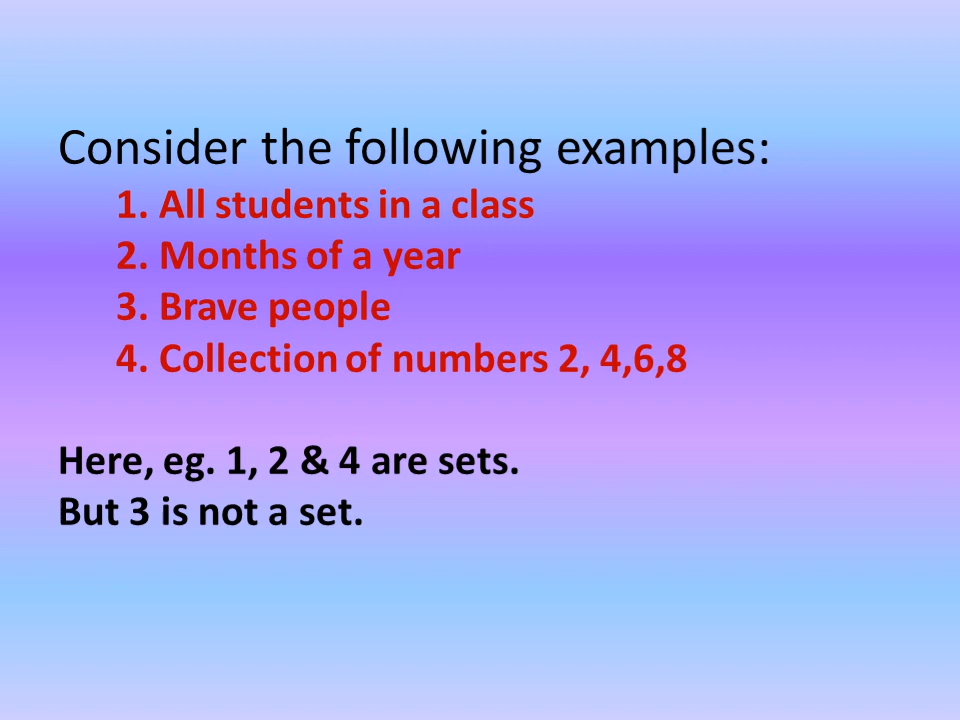 Consider the following examples:
1. All students in a class
2. Months of a year
3. Brave people
4. Collection of numbers 2, 4,6,8
Here, eg. 1, 2 & 4 are sets.
But 3 is not a set.